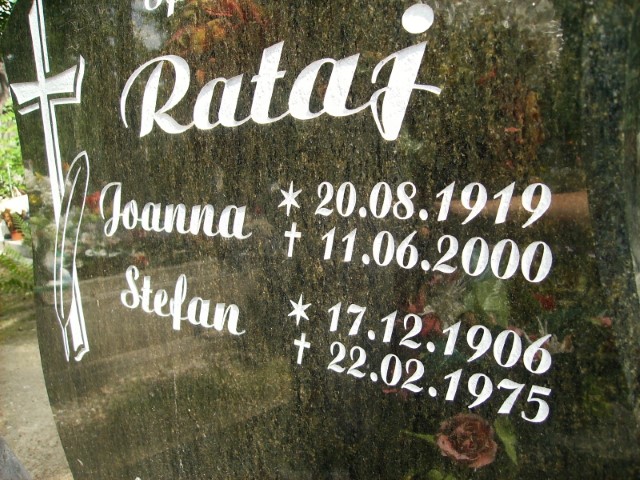 Rataj
Joanna * 20.08.1919
† 11.06.2000
Stefan * 17.12.1906
† 22.02.1975